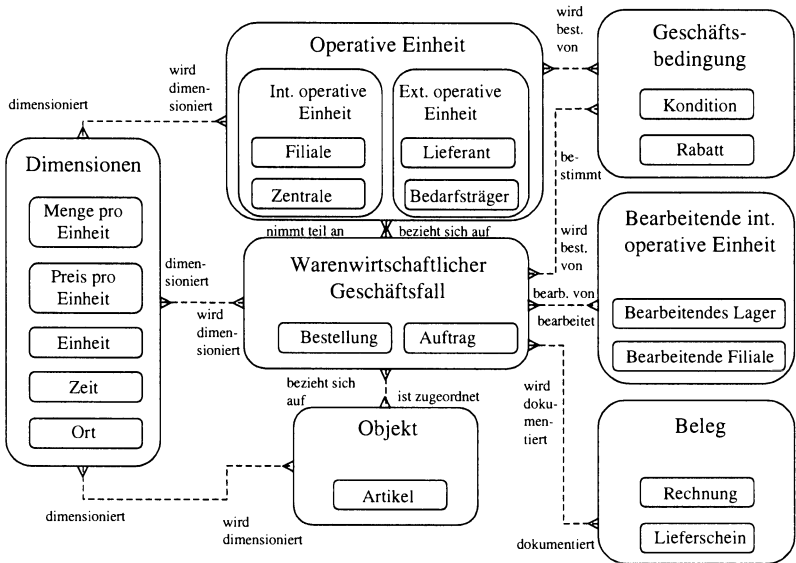 wird
best.
von
Operative Einheit
Geschäfts-
bedingung
wird
dimen-
sioniert
dimensioniert
Int. operative
Einheit
Ext. operative
Einheit
Kondition
Filiale
Lieferant
Rabatt
Dimensionen
be-
stimmt
Zentrale
Bedarfsträger
Menge pro
Einheit
nimmt teil an
bezieht sich auf
wird
best.
von
Bearbeitende int.
operative Einheit
dimen-
sioniert
Warenwirtschaftlicher
Geschäftsfall
Preis pro
Einheit
bearb. von
bearbeitet
Bearbeitendes Lager
wird
dimen-
sioniert
Bestellung
Auftrag
Einheit
Bearbeitende Filiale
Zeit
bezieht sich
auf
ist zugeordnet
wird
doku-
men-
tiert
Ort
Objekt
Beleg
Artikel
Rechnung
dimensioniert
wird
dimensioniert
Lieferschein
dokumentiert